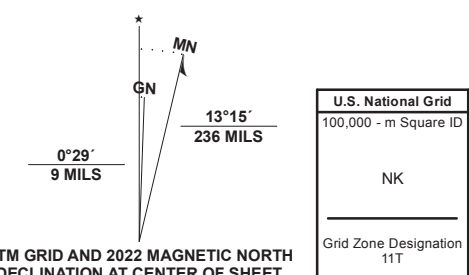 ★
MN
GN
0°29´
9 MILS
13°15´
236 MILS
TM GRID AND 2022 MAGNETIC NORTH
DECLINATION AT CENTER OF SHEET
U.S. National Grid
100,000 - m Square ID
NK
Grid Zone Designation
11T